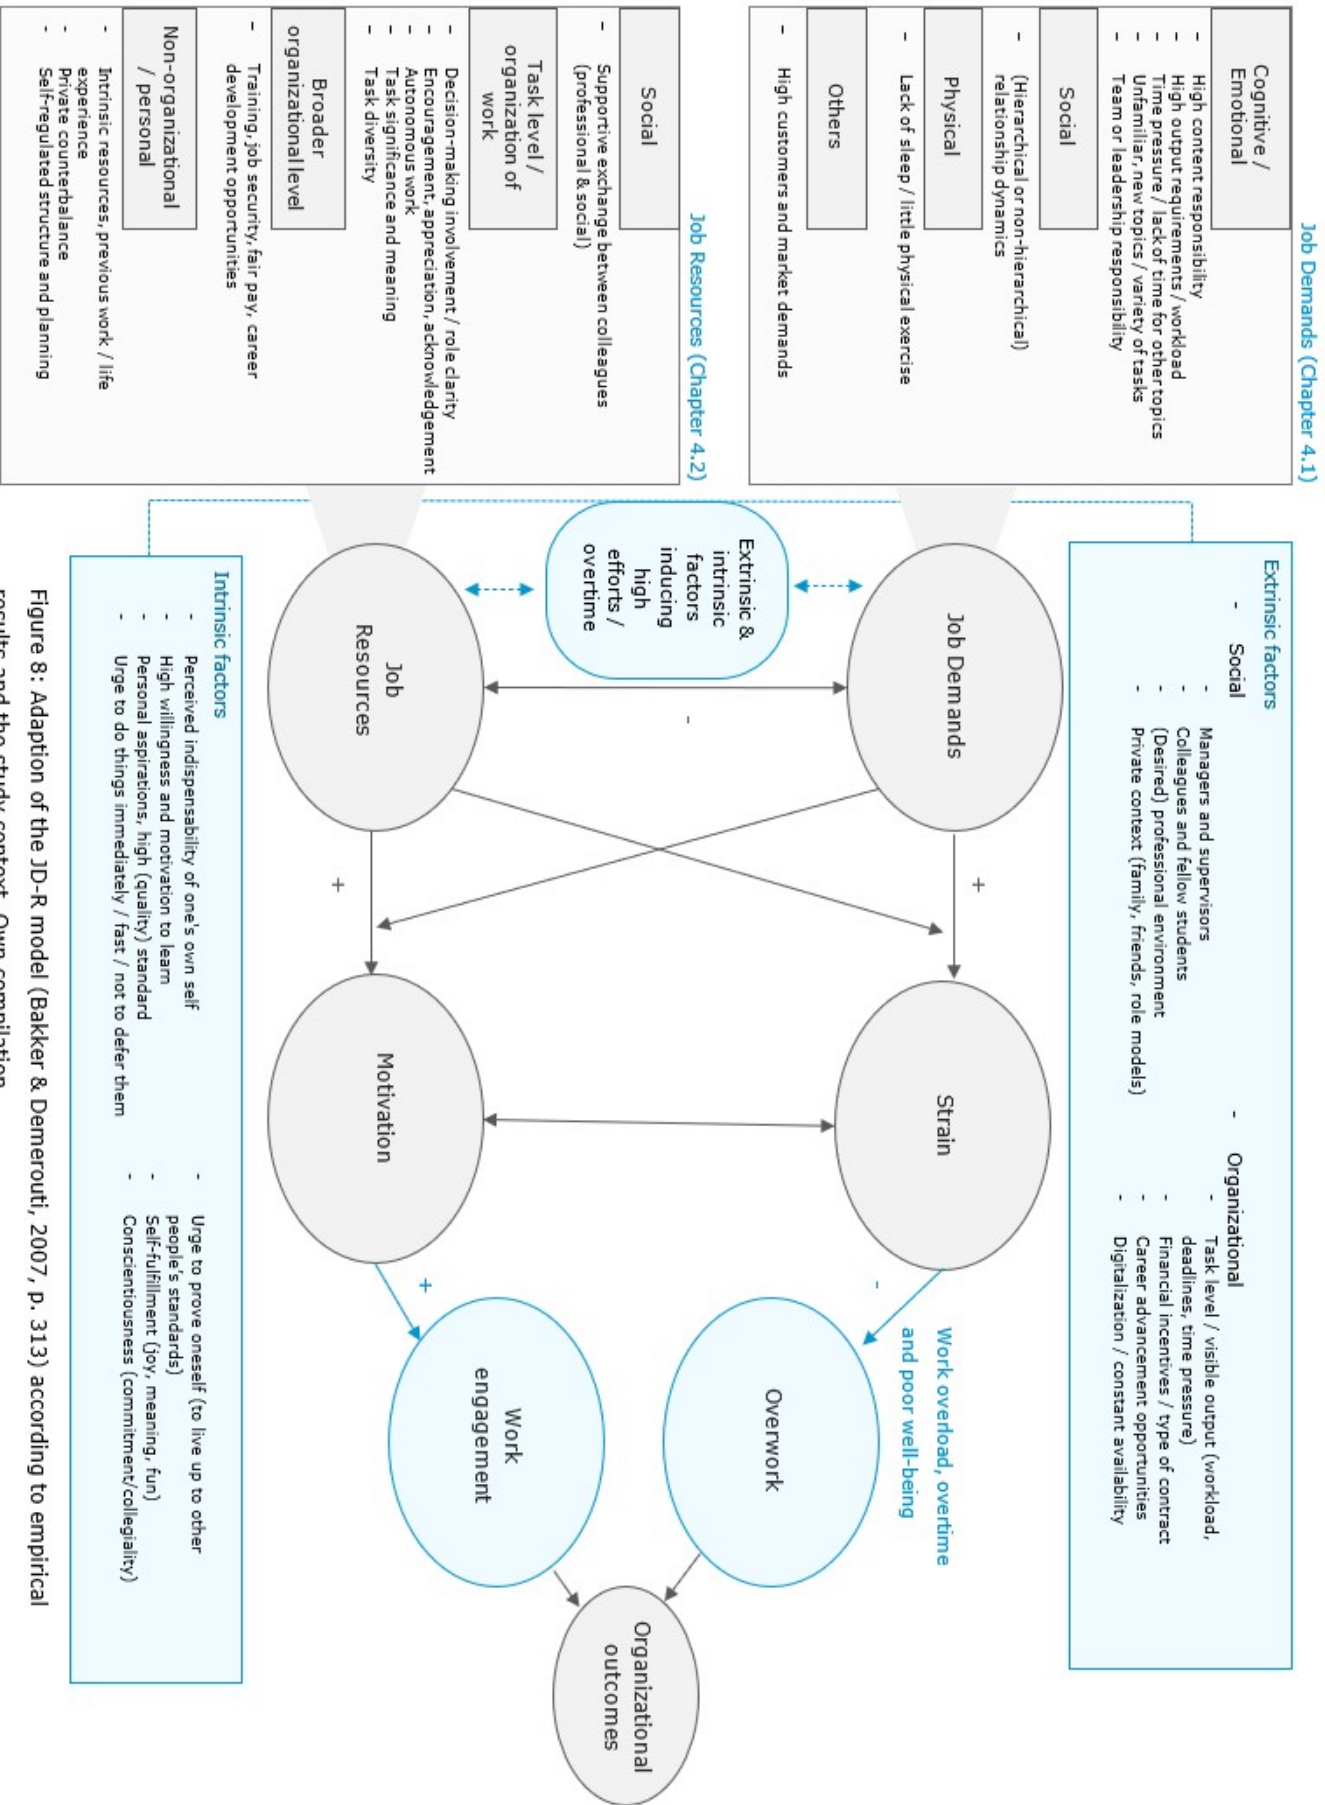 Job Demands (Chapter 4.1)
Cognitive /
Emotional
- High content responsibility
- High output requirements / workload
- Time pressure / lack of time for other topics
- Unfamiliar, new topics / variety of tasks
- Team or leadership responsibility
Social
- (Hierarchical or non-hierarchical)
relationship dynamics
Physical
- Lack of sleep / little physical exercise
Others
- High customers and market demands
Job Resources (Chapter 4.2)
Social
- Supportive exchange between colleagues
(professional & social)
Task level /
organization of
work
- Decision-making involvement / role clarity
- Encouragement, appreciation, acknowledgement
- Autonomous work
- Task significance and meaning
- Task diversity
Broader
organizational level
- Training, job security, fair pay, career
development opportunities
Non-organizational
/ personal
- Intrinsic resources, previous work / life
experience
- Private counterbalance
- Self-regulated structure and planning
Extrinsic factors
- Social
- Managers and supervisors
- Colleagues and fellow students
- (Desired) professional environment
- Private context (family, friends, role models)
- Organizational
- Task level / visible output (workload,
deadlines, time pressure)
- Financial incentives / type of contract
- Career advancement opportunities
- Digitalization / constant availability
Job Demands
+
Strain
-
Work overload, overtime
and poor well-being
Overwork
Extrinsic &
intrinsic
factors
inducing
high
efforts /
overtime
-
Organizational
outcomes
Job
Resources
+
Motivation
+
Work
engagement
Intrinsic factors
- Perceived indispensability of one's own self
- High willingness and motivation to learn
- Personal aspirations, high (quality) standard
- Urge to do things immediately / fast / not to defer them
- Urge to prove oneself (to live up to other
people's standards)
- Self-fulfillment (joy, meaning, fun)
- Conscientiousness (commitment/collegiality)
Figure 8: Adaption of the JD-R model (Bakker & Demerouti, 2007, p. 313) according to empirical
results and the study context. Own compilation